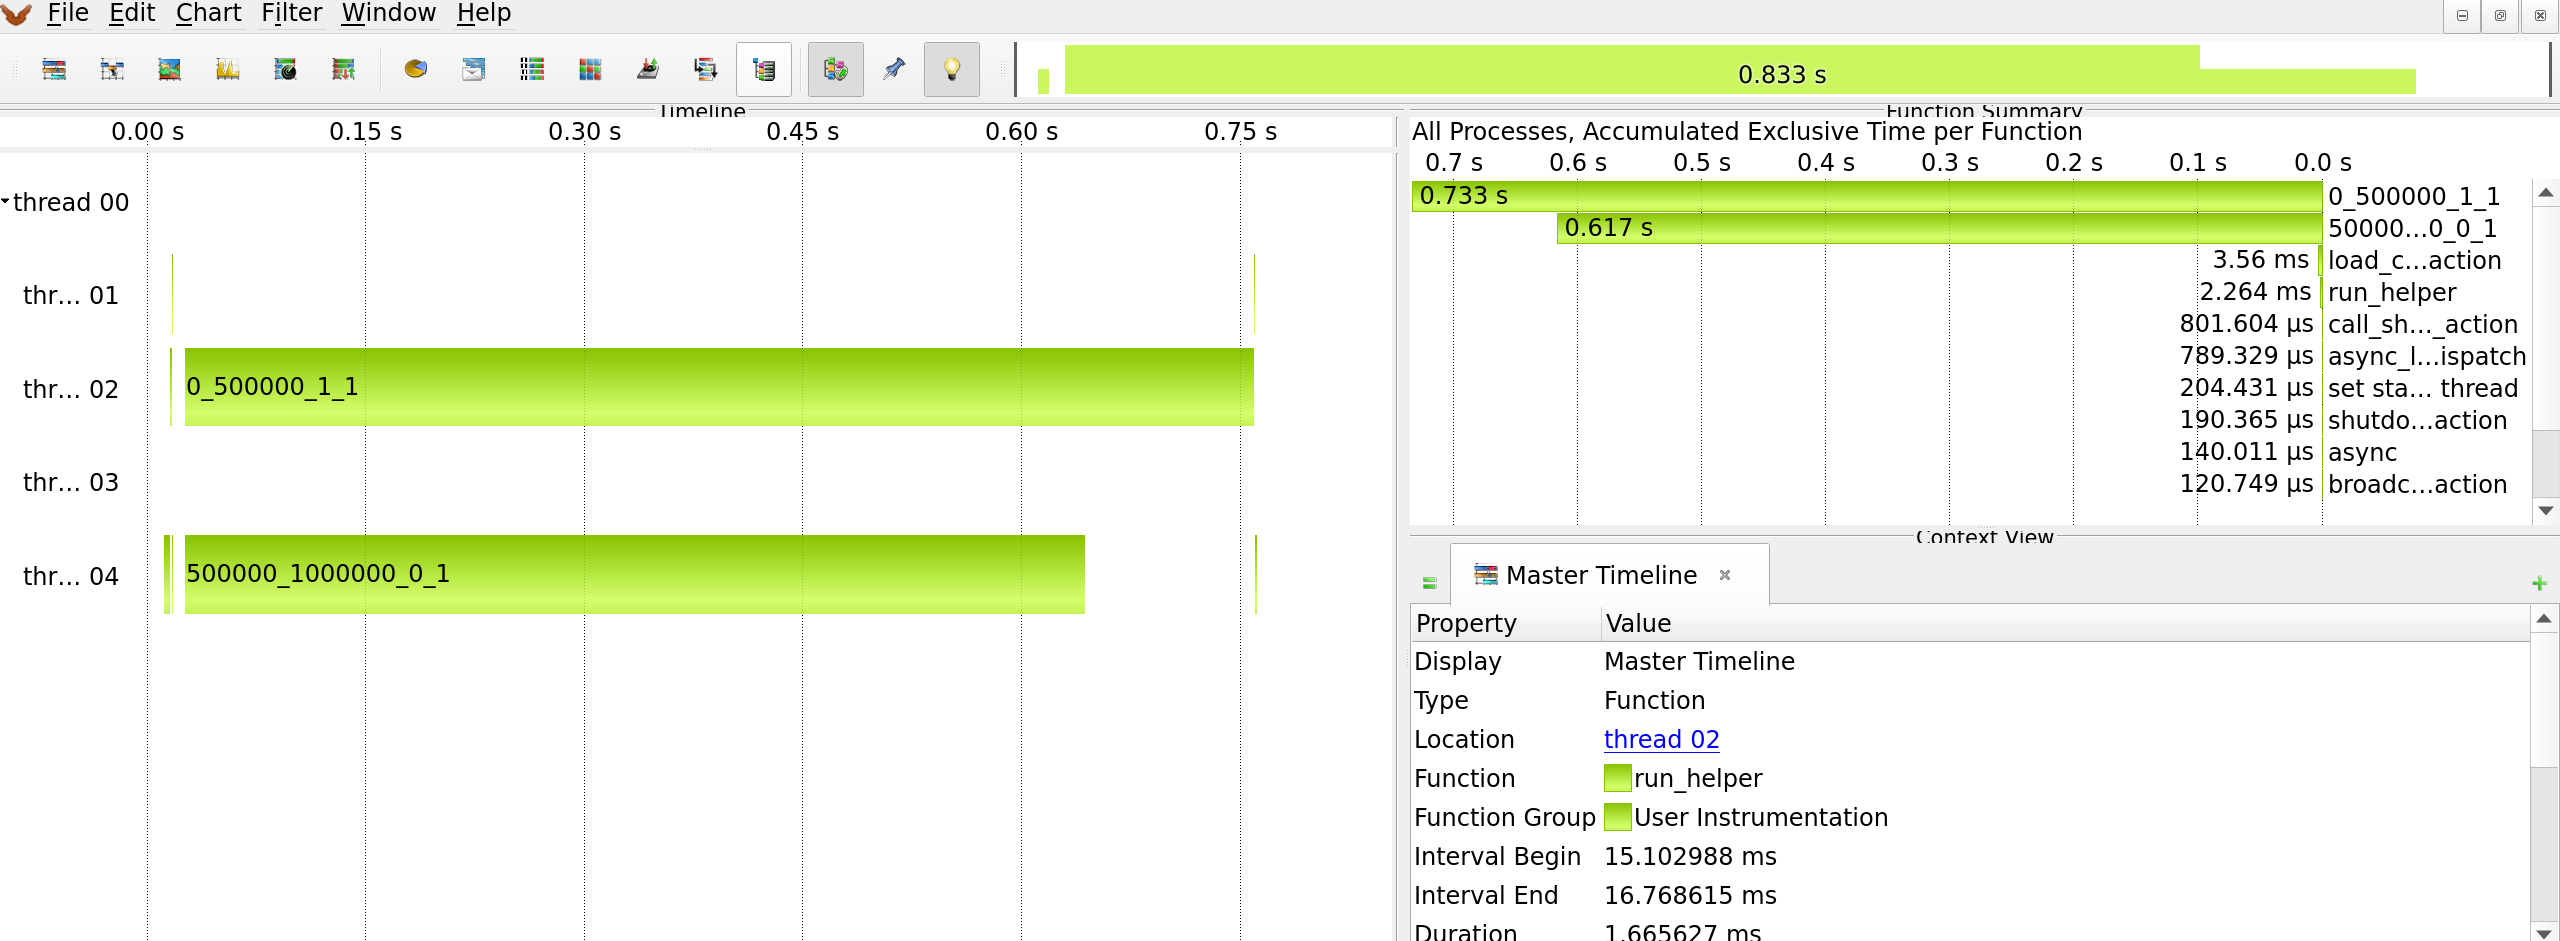 File Edit Chart Filter Window Help
0.833 s
Timeline
0.00 s 0.15 s 0.30 s 0.45 s 0.60 s 0.75 s
thread 00
thr... 01
thr... 02
0_500000_1_1
thr... 03
thr... 04
500000_1000000_0_1
Function Summary
All Processes, Accumulated Exclusive Time per Function
0.7 s 0.6 s 0.5 s 0.4 s 0.3 s 0.2 s 0.1 s 0.0 s
0.733 s 0_500000_1_1
0.617 s 50000...0_0_1
3.56 ms load_c...action
2.264 ms run_helper
801.604 µs call_sh..._action
789.329 µs async_l...ispatch
204.431 µs set sta... thread
190.365 µs shutdo...action
140.011 µs async
120.749 µs broadc...action
Context View
Master Timeline
Property Value
Display Master Timeline
Type Function
Location thread 02
Function run_helper
Function Group User Instrumentation
Interval Begin 15.102988 ms
Interval End 16.768615 ms
Duration 1.665627 ms